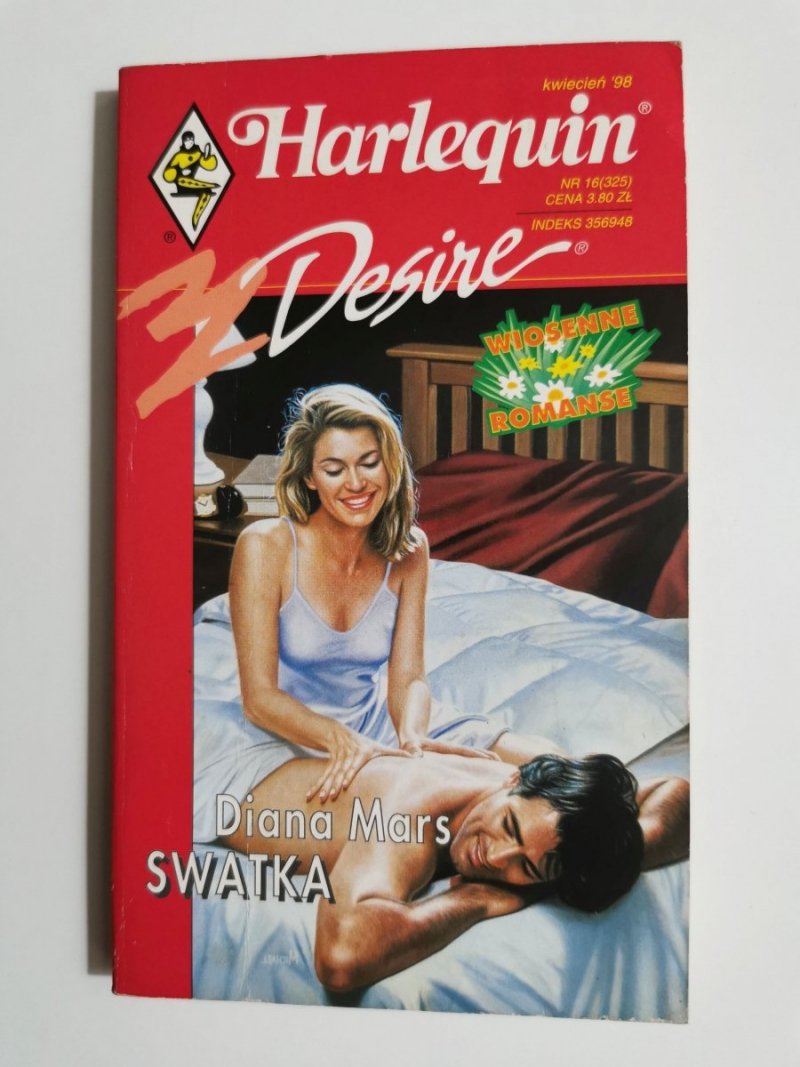 kwiecień '98
Harlequin®
NR 16(325)
CENA 3.80 ZŁ
INDEKS 356948
®
Desire®
WIOSENNE
ROMANSE
Diana Mars
SWATKA